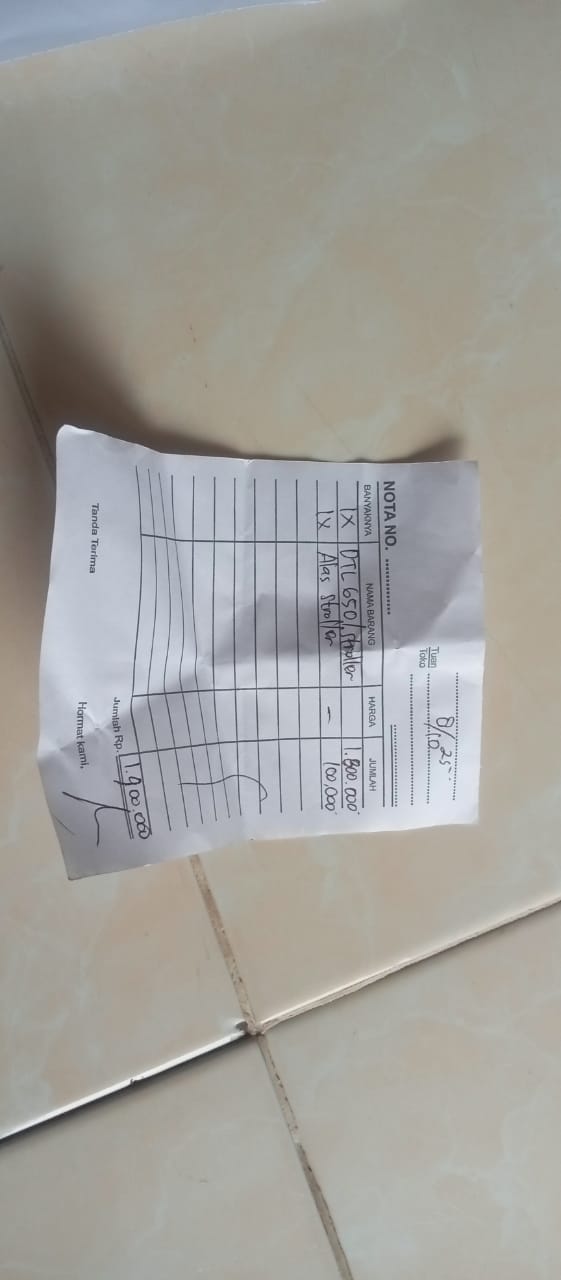 8/10 25
Tuan
Toko
NOTA NO.
BANYAKNYA NAMA BARANG HARGA JUMLAH
1x DTL 650/stroller 1.800.000
1x Alas stroller - 100.000
Jumlah Rp. 1.900.000
Tanda Terima Hormat kami,